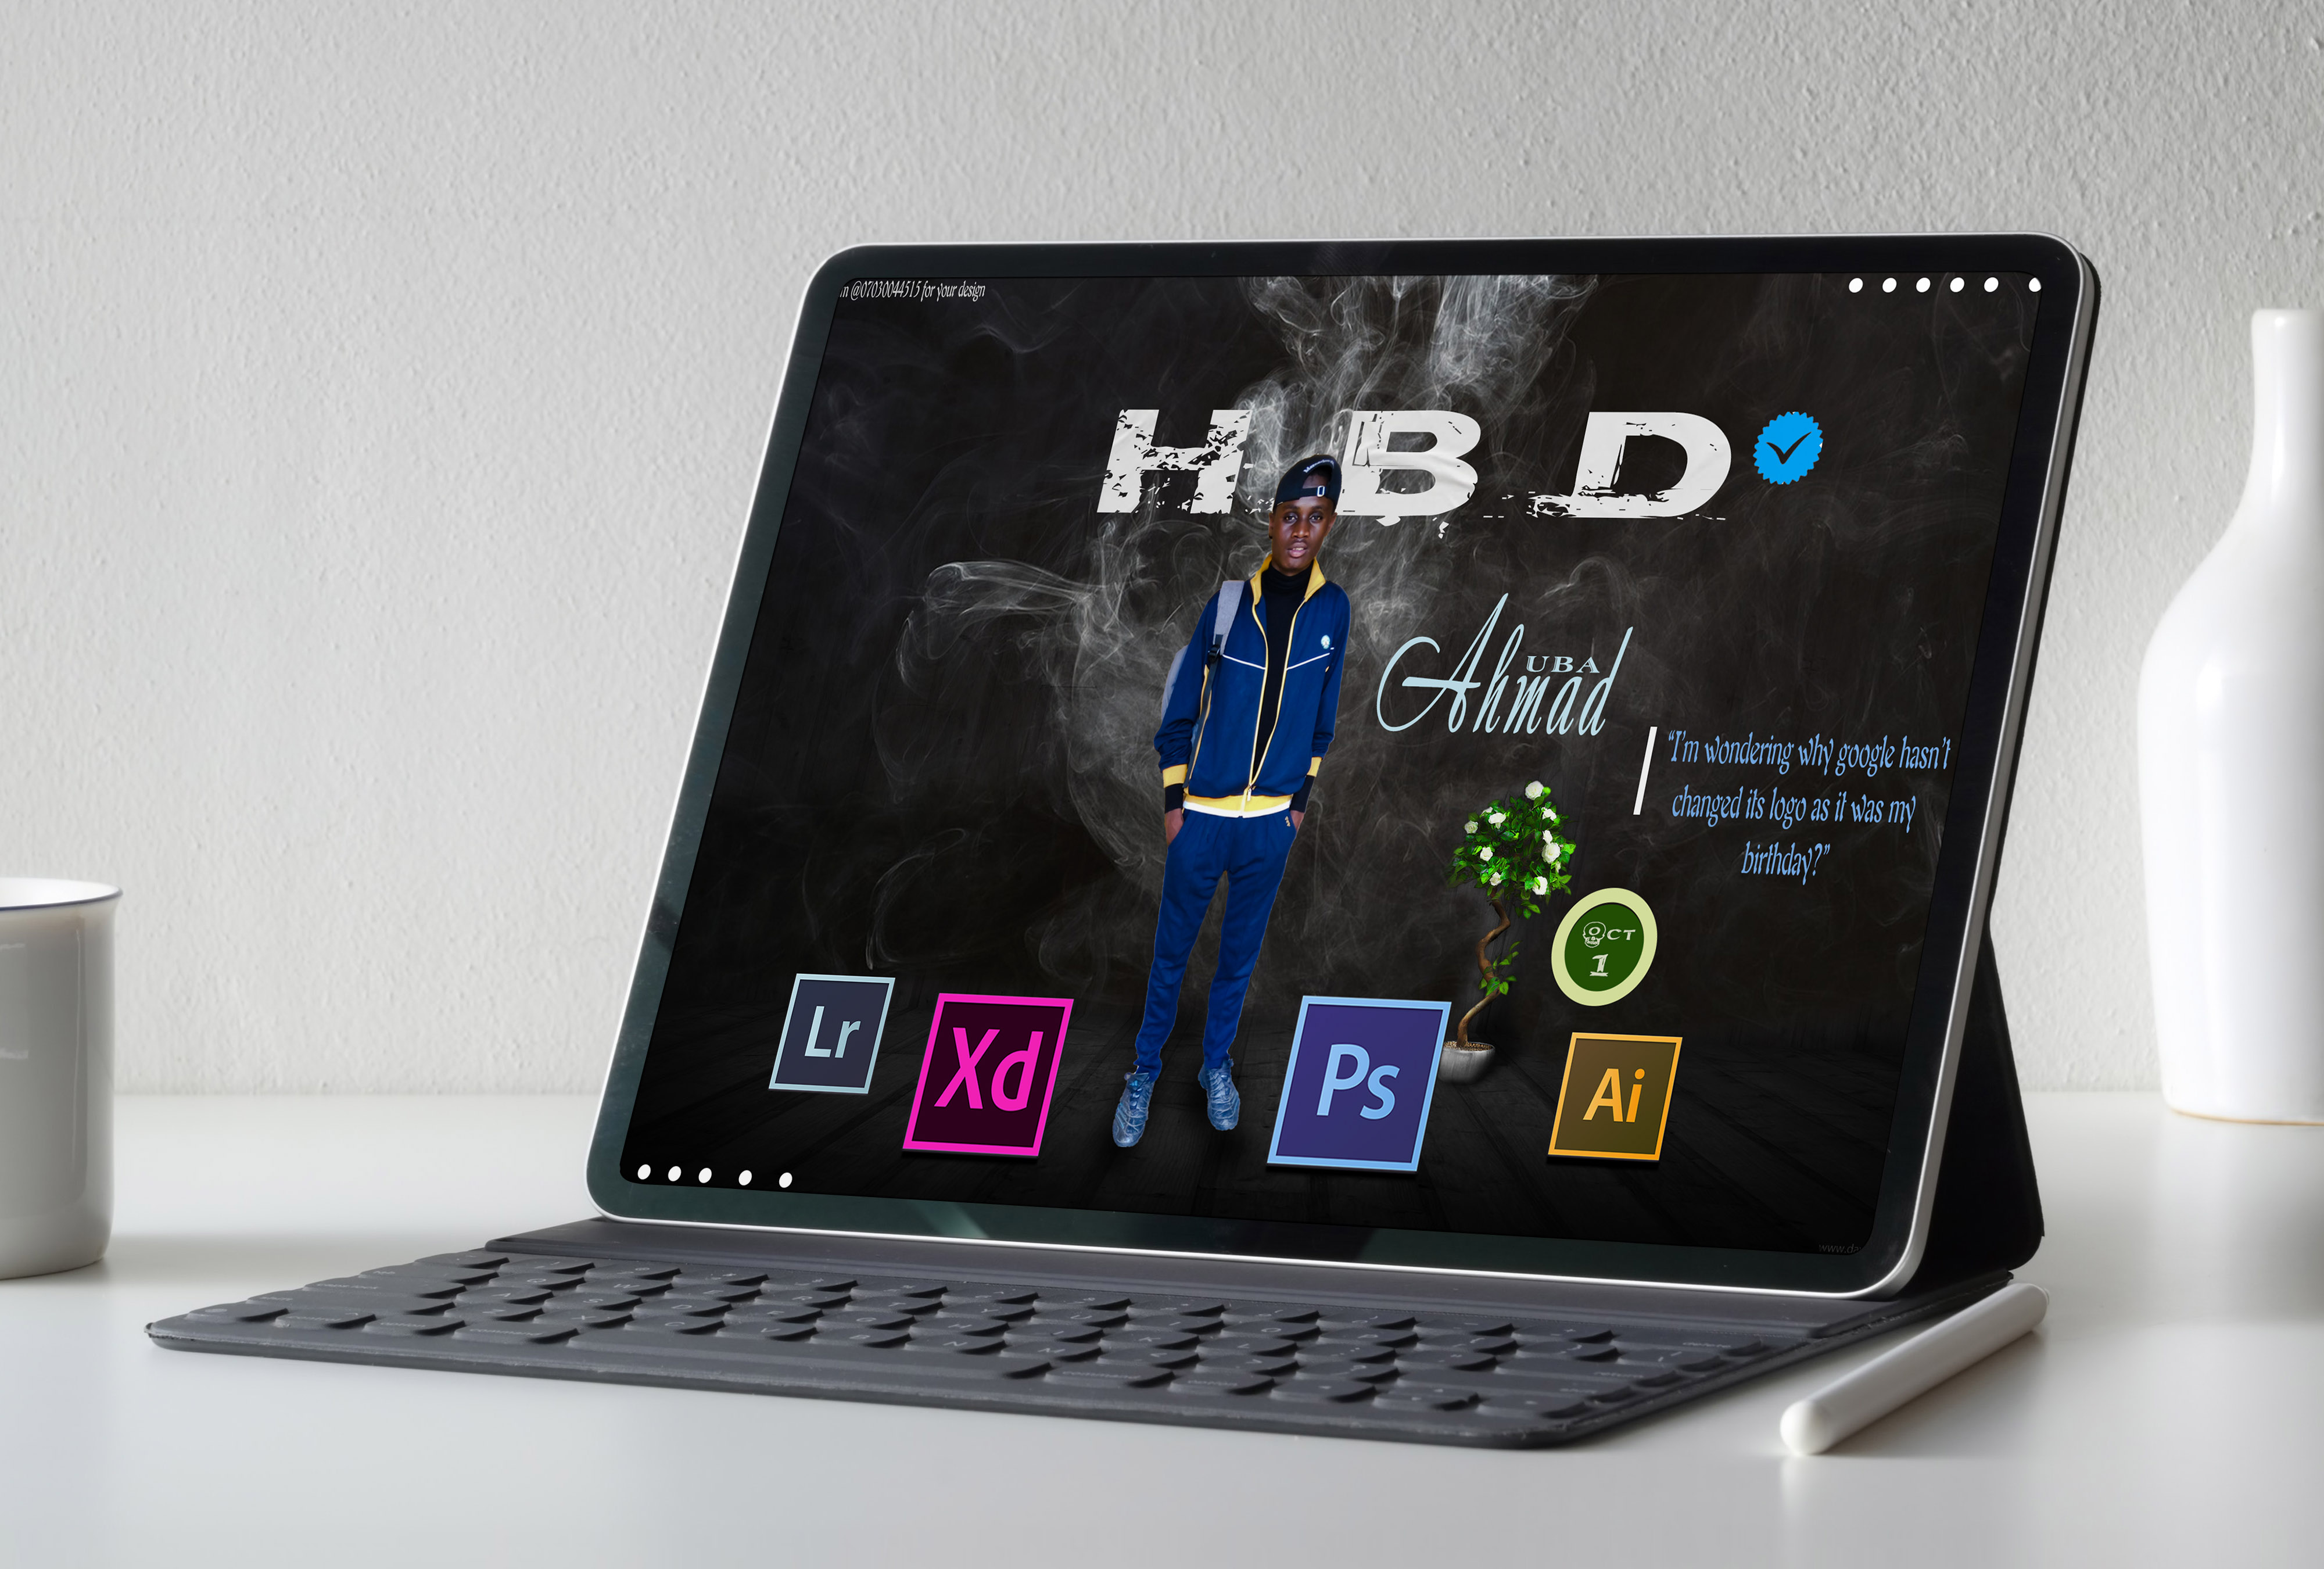 @07030044515 for your design
H B D
UBA
Ahmad
“I'm wondering why google hasn't
changed its logo as it was my
birthday?”
OCT
1
Lr
Xd
Ps
Ai